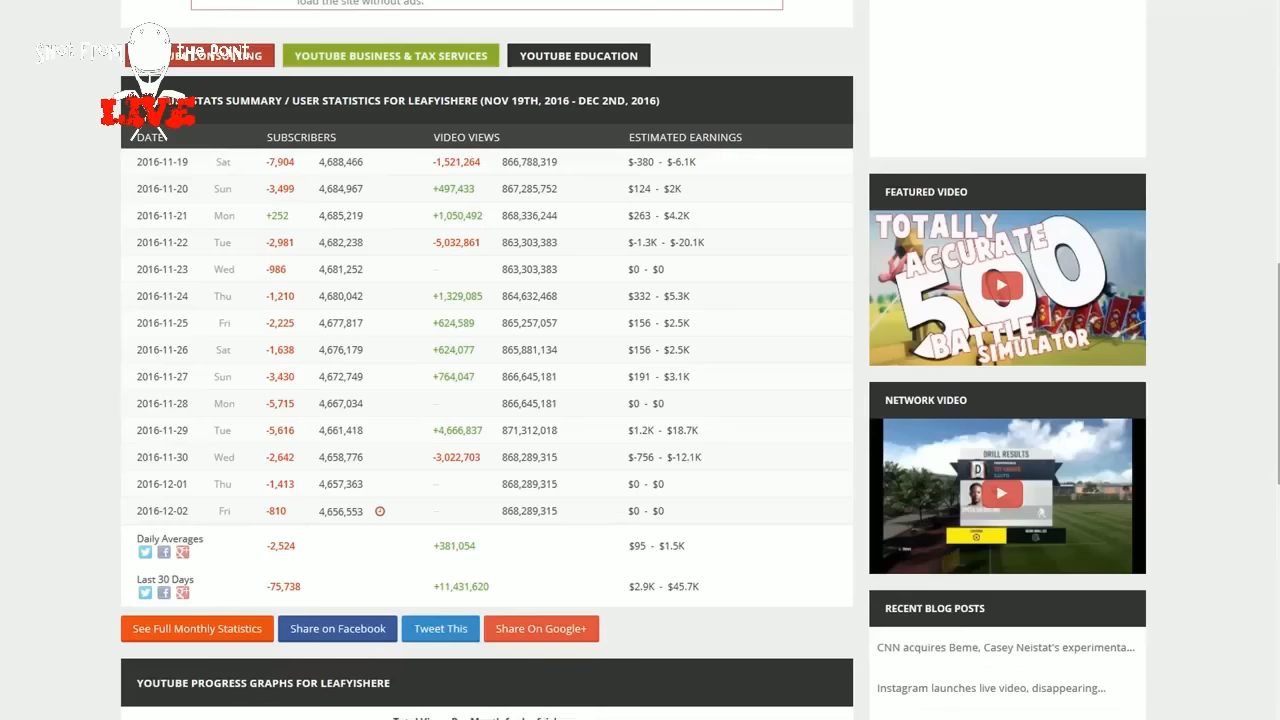 load the site without ads.
THE POINT
LIVE
CONSULTING
YOUTUBE BUSINESS & TAX SERVICES
YOUTUBE EDUCATION
STATS SUMMARY / USER STATISTICS FOR LEAFYISHERE (NOV 19TH, 2016 - DEC 2ND, 2016)
DATE SUBSCRIBERS VIDEO VIEWS ESTIMATED EARNINGS
2016-11-19 Sat -7,904 4,688,466 -1,521,264 866,788,319 $-380 - $-6.1K
2016-11-20 Sun -3,499 4,684,967 +497,433 867,285,752 $124 - $2K
2016-11-21 Mon +252 4,685,219 +1,050,492 868,336,244 $263 - $4.2K
2016-11-22 Tue -2,981 4,682,238 -5,032,861 863,303,383 $-1.3K - $-20.1K
2016-11-23 Wed -986 4,681,252 -- 863,303,383 $0 - $0
2016-11-24 Thu -1,210 4,680,042 +1,329,085 864,632,468 $332 - $5.3K
2016-11-25 Fri -2,225 4,677,817 +624,589 865,257,057 $156 - $2.5K
2016-11-26 Sat -1,638 4,676,179 +624,077 865,881,134 $156 - $2.5K
2016-11-27 Sun -3,430 4,672,749 +764,047 866,645,181 $191 - $3.1K
2016-11-28 Mon -5,715 4,667,034 -- 866,645,181 $0 - $0
2016-11-29 Tue -5,616 4,661,418 +4,666,837 871,312,018 $1.2K - $18.7K
2016-11-30 Wed -2,642 4,658,776 -3,022,703 868,289,315 $-756 - $-12.1K
2016-12-01 Thu -1,413 4,657,363 -- 868,289,315 $0 - $0
2016-12-02 Fri -810 4,656,553 -- 868,289,315 $0 - $0
Daily Averages -2,524 +381,054 $95 - $1.5K
Last 30 Days -75,738 +11,431,620 $2.9K - $45.7K
See Full Monthly Statistics
Share on Facebook
Tweet This
Share On Google+
YOUTUBE PROGRESS GRAPHS FOR LEAFYISHERE
FEATURED VIDEO
TOTALLY
ACCURATE
500
BATTLE
SIMULATOR
NETWORK VIDEO
DRILL RESULTS
RECENT BLOG POSTS
CNN acquires Beme, Casey Neistat's experimenta...
Instagram launches live video, disappearing...